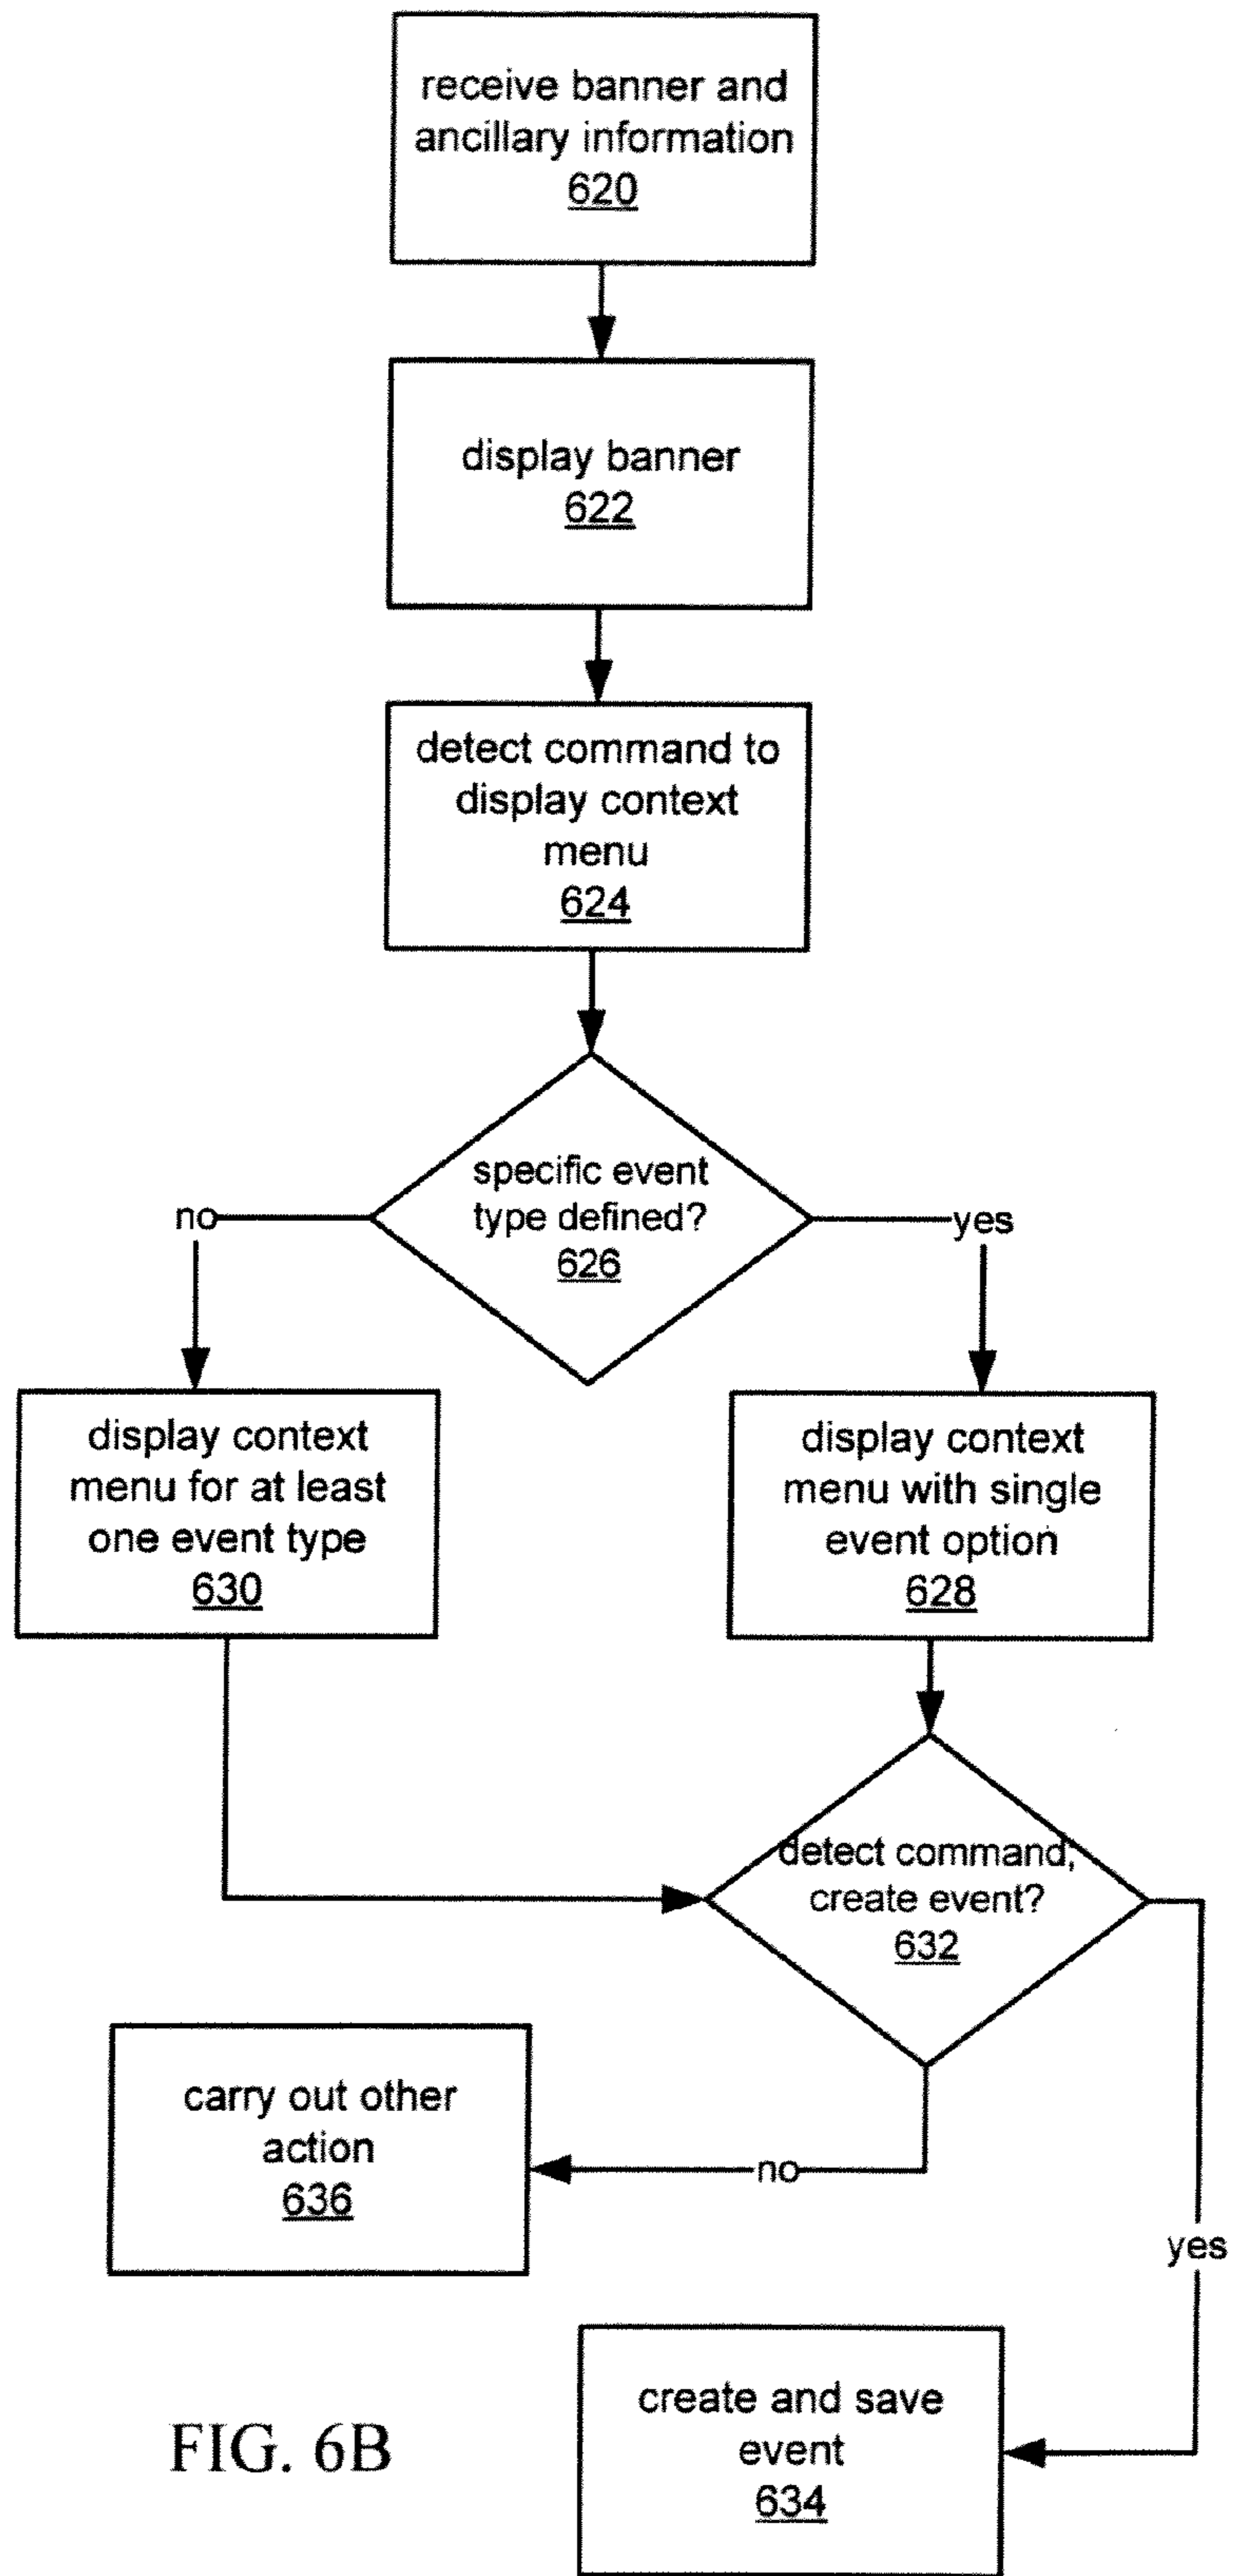 receive banner and
ancillary information
620
display banner
622
detect command to
display context
menu
624
specific event
type defined?
626
no
yes
display context
menu for at least
one event type
630
display context
menu with single
event option
628
detect command,
create event?
632
carry out other
action
636
no
yes
create and save
event
634
FIG. 6B